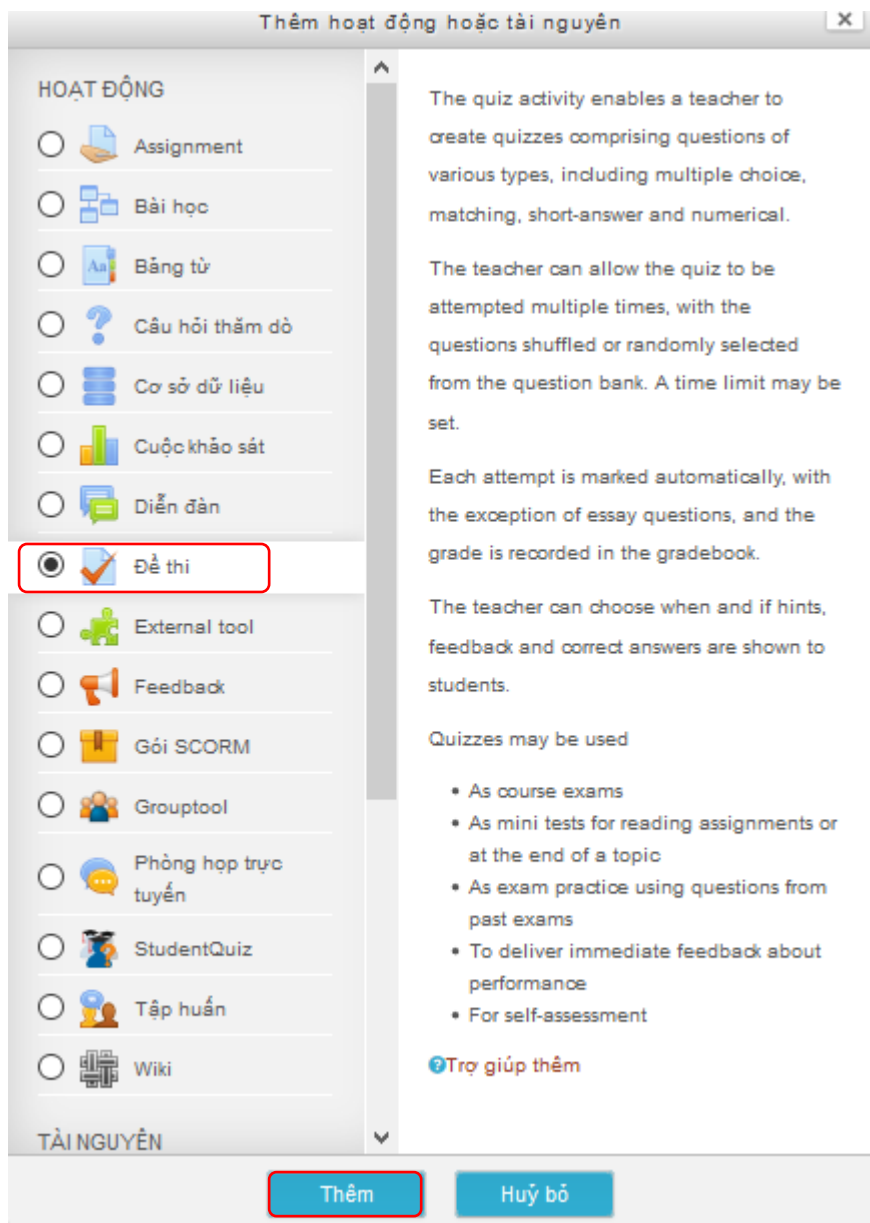 Thêm hoạt động hoặc tài nguyên
HOẠT ĐỘNG
Assignment
Bài học
Bảng từ
Câu hỏi thăm dò
Cơ sở dữ liệu
Cuộc khảo sát
Diễn đàn
Đề thi
External tool
Feedback
Gói SCORM
Grouptool
Phòng họp trực
tuyến
StudentQuiz
Tập huấn
Wiki
TÀI NGUYÊN
The quiz activity enables a teacher to
create quizzes comprising questions of
various types, including multiple choice,
matching, short-answer and numerical.
The teacher can allow the quiz to be
attempted multiple times, with the
questions shuffled or randomly selected
from the question bank. A time limit may be
set.
Each attempt is marked automatically, with
the exception of essay questions, and the
grade is recorded in the gradebook.
The teacher can choose when and if hints,
feedback and correct answers are shown to
students.
Quizzes may be used
• As course exams
• As mini tests for reading assignments or
at the end of a topic
• As exam practice using questions from
past exams
• To deliver immediate feedback about
performance
• For self-assessment
Trợ giúp thêm
Thêm
Huỷ bỏ